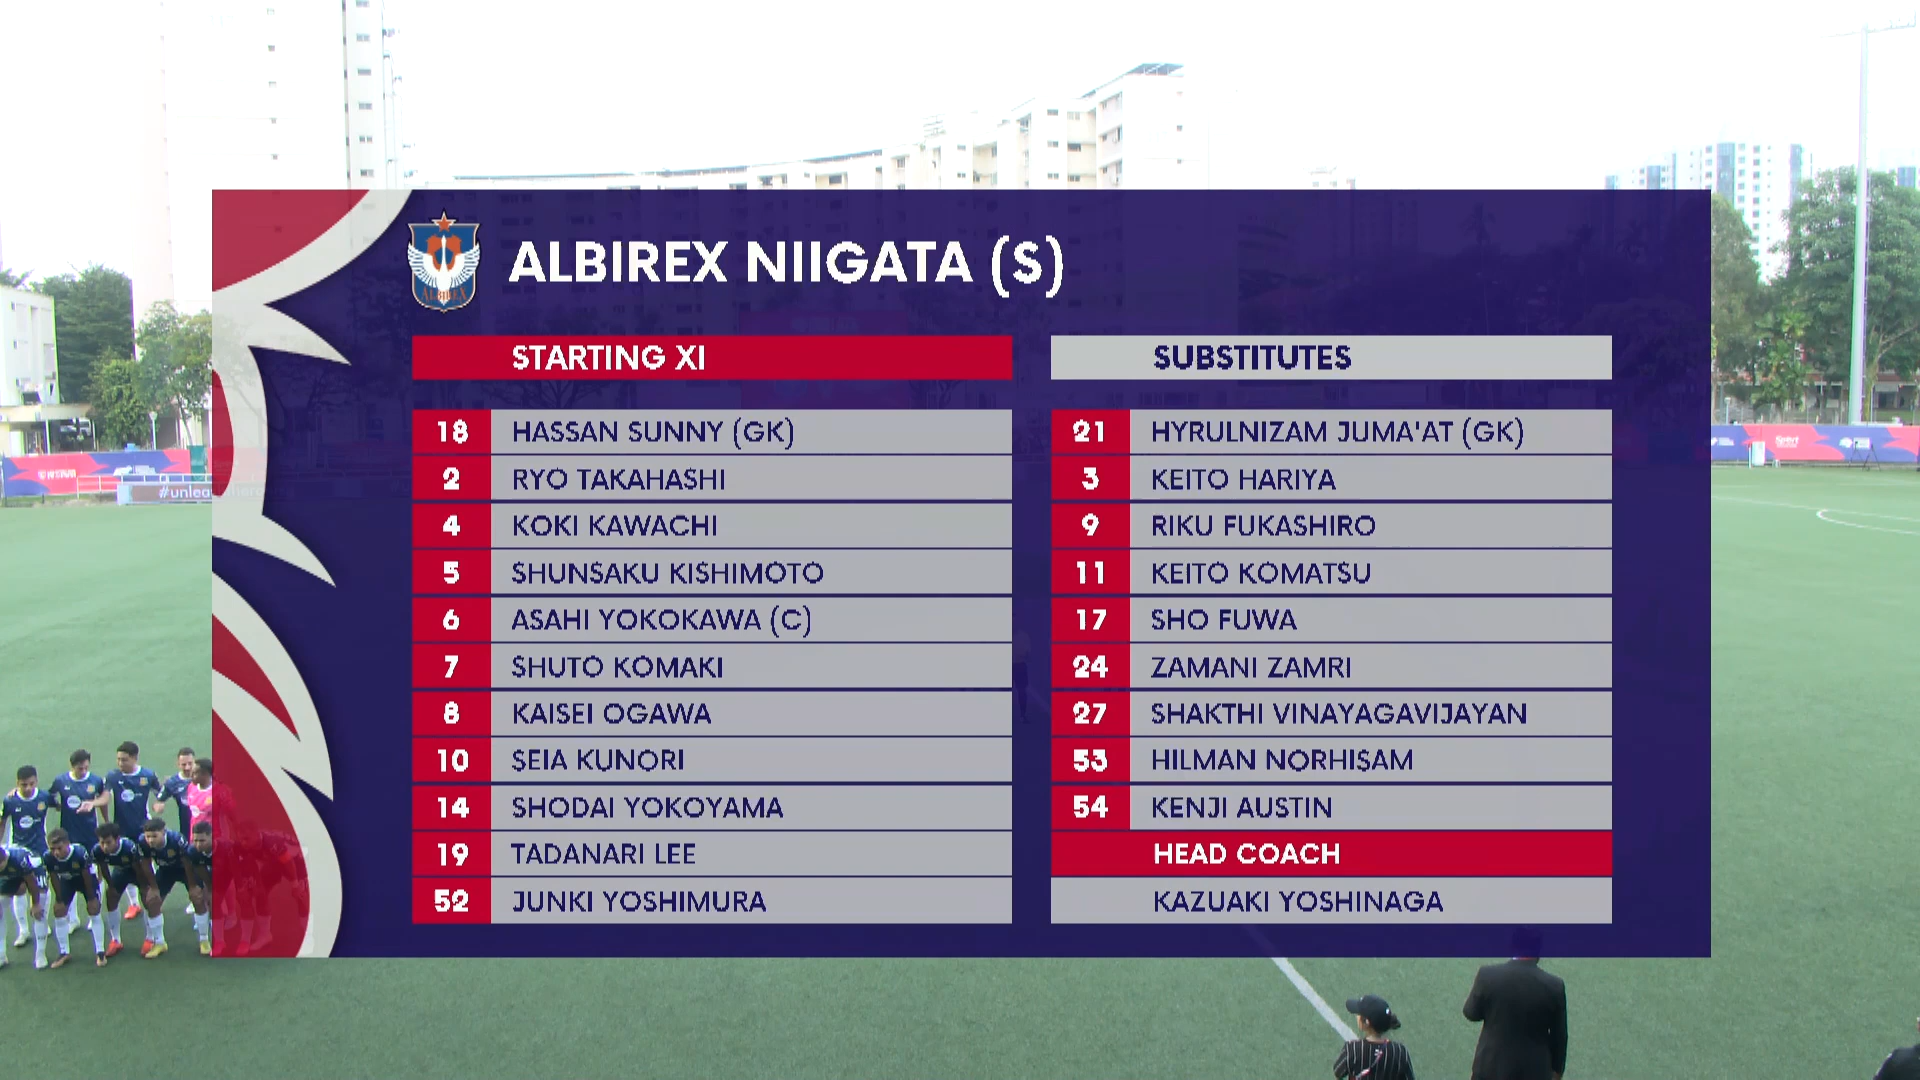 ALBIREX NIIGATA (S)
STARTING XI
18 HASSAN SUNNY (GK)
2 RYO TAKAHASHI
4 KOKI KAWACHI
5 SHUNSAKU KISHIMOTO
6 ASAHI YOKOKAWA (C)
7 SHUTO KOMAKI
8 KAISEI OGAWA
10 SEIA KUNORI
14 SHODAI YOKOYAMA
19 TADANARI LEE
52 JUNKI YOSHIMURA
SUBSTITUTES
21 HYRULNIZAM JUMA'AT (GK)
3 KEITO HARIYA
9 RIKU FUKASHIRO
11 KEITO KOMATSU
17 SHO FUWA
24 ZAMANI ZAMRI
27 SHAKTHI VINAYAGAVIJAYAN
53 HILMAN NORHISAM
54 KENJI AUSTIN
HEAD COACH
KAZUAKI YOSHINAGA
ALBIREX